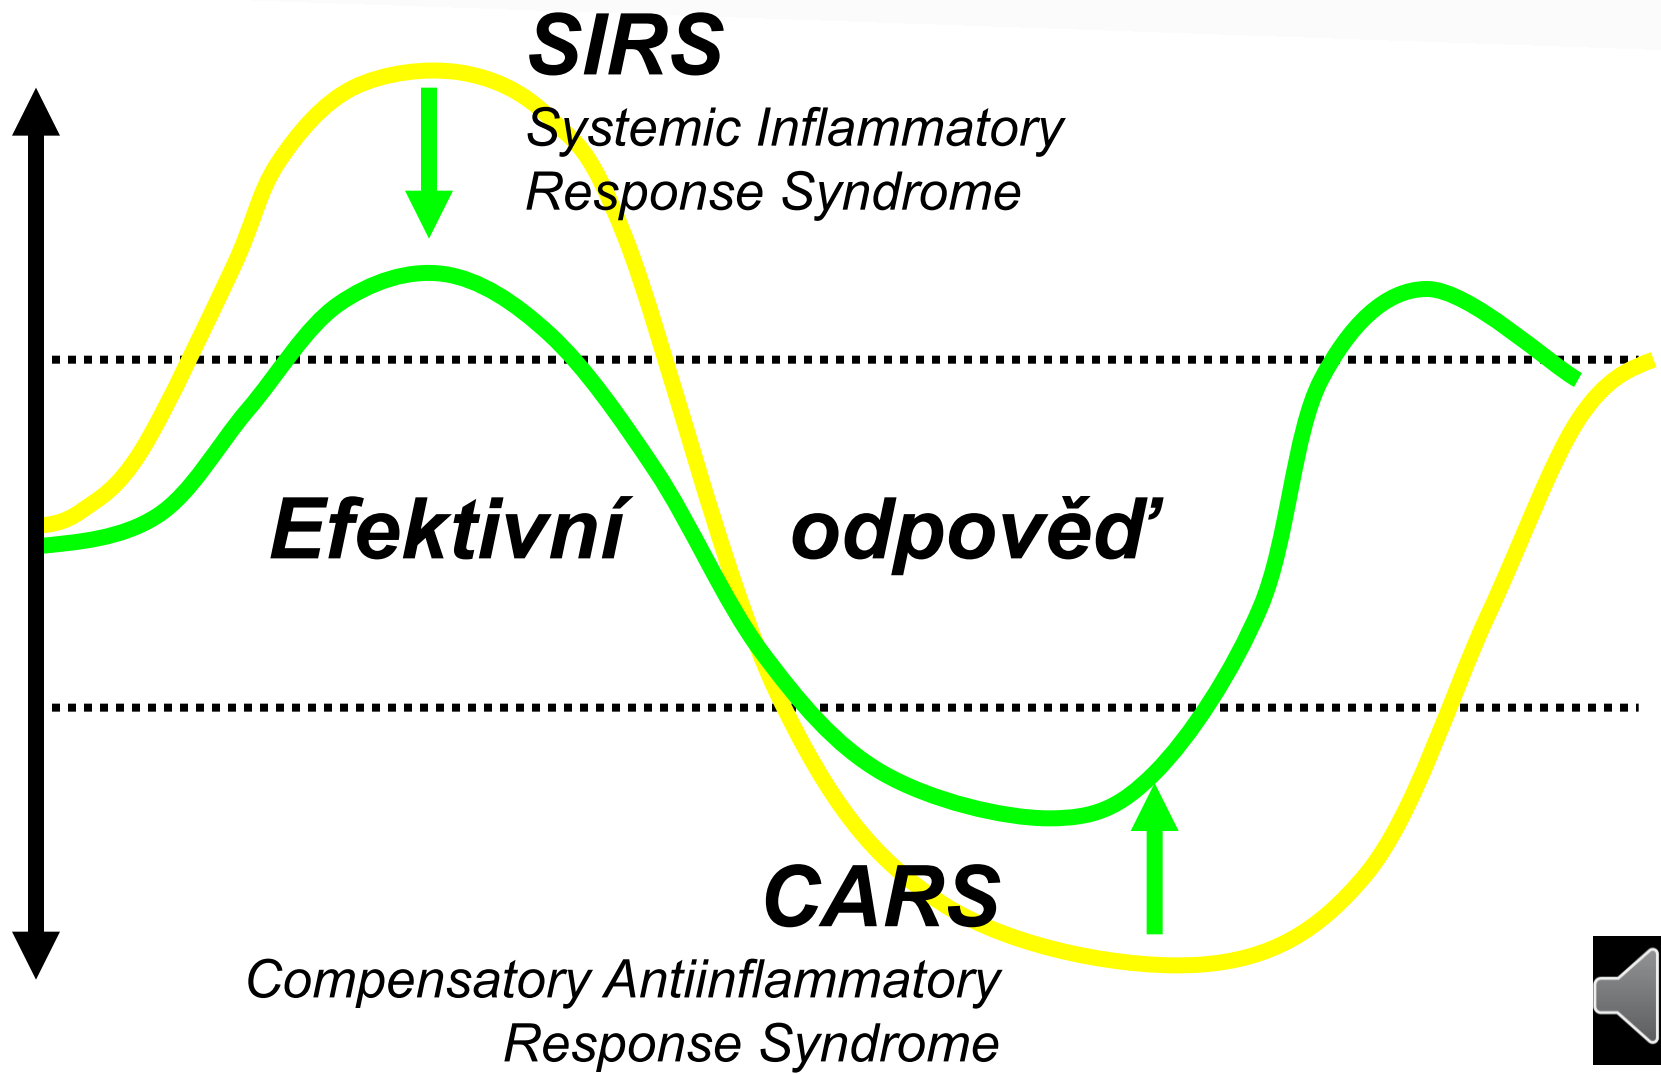 SIRS
Systemic Inflammatory
Response Syndrome
Efektivní odpověď
CARS
Compensatory Antiinflammatory
Response Syndrome